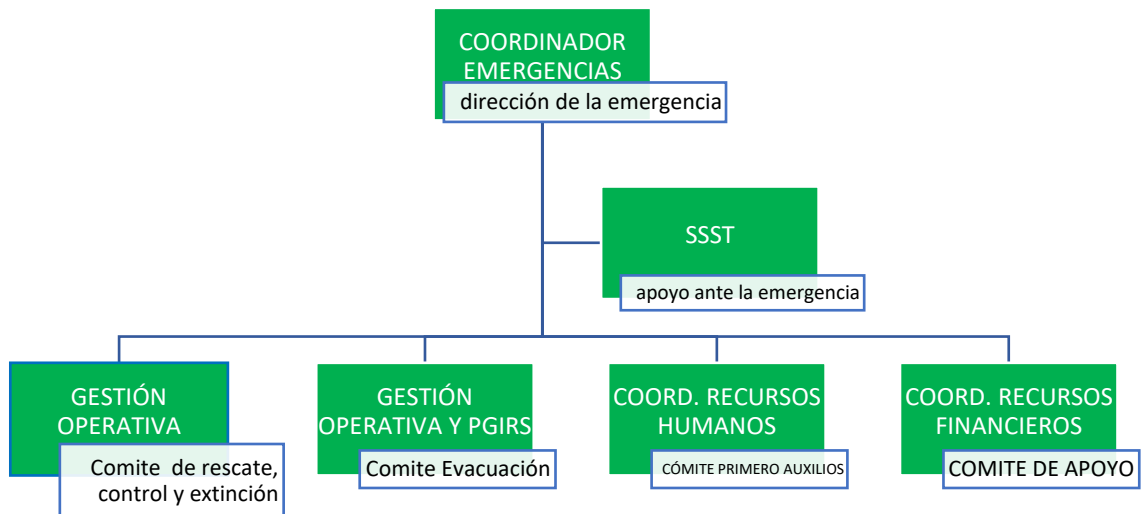 COORDINADOR
EMERGENCIAS
dirección de la emergencia
SSST
apoyo ante la emergencia
GESTIÓN
OPERATIVA
Comite de rescate,
control y extinción
GESTIÓN
OPERATIVA Y PGIRS
Comite Evacuación
COORD. RECURSOS
HUMANOS
CÓMITE PRIMERO AUXILIOS
COORD. RECURSOS
FINANCIEROS
COMITE DE APOYO